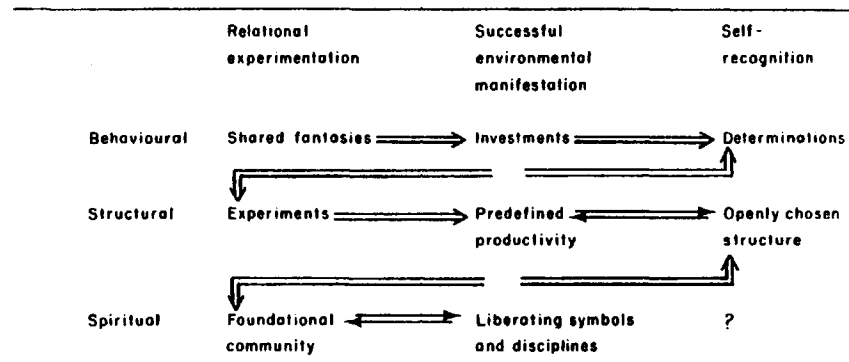 Relational Successful Self-
experimentation environmental recognition
manifestation
Behavioural Shared fantasies Investments Determinations
Structural Experiments Predefined Openly chosen
productivity structure
Spiritual Foundational Liberating symbols ?
community and disciplines